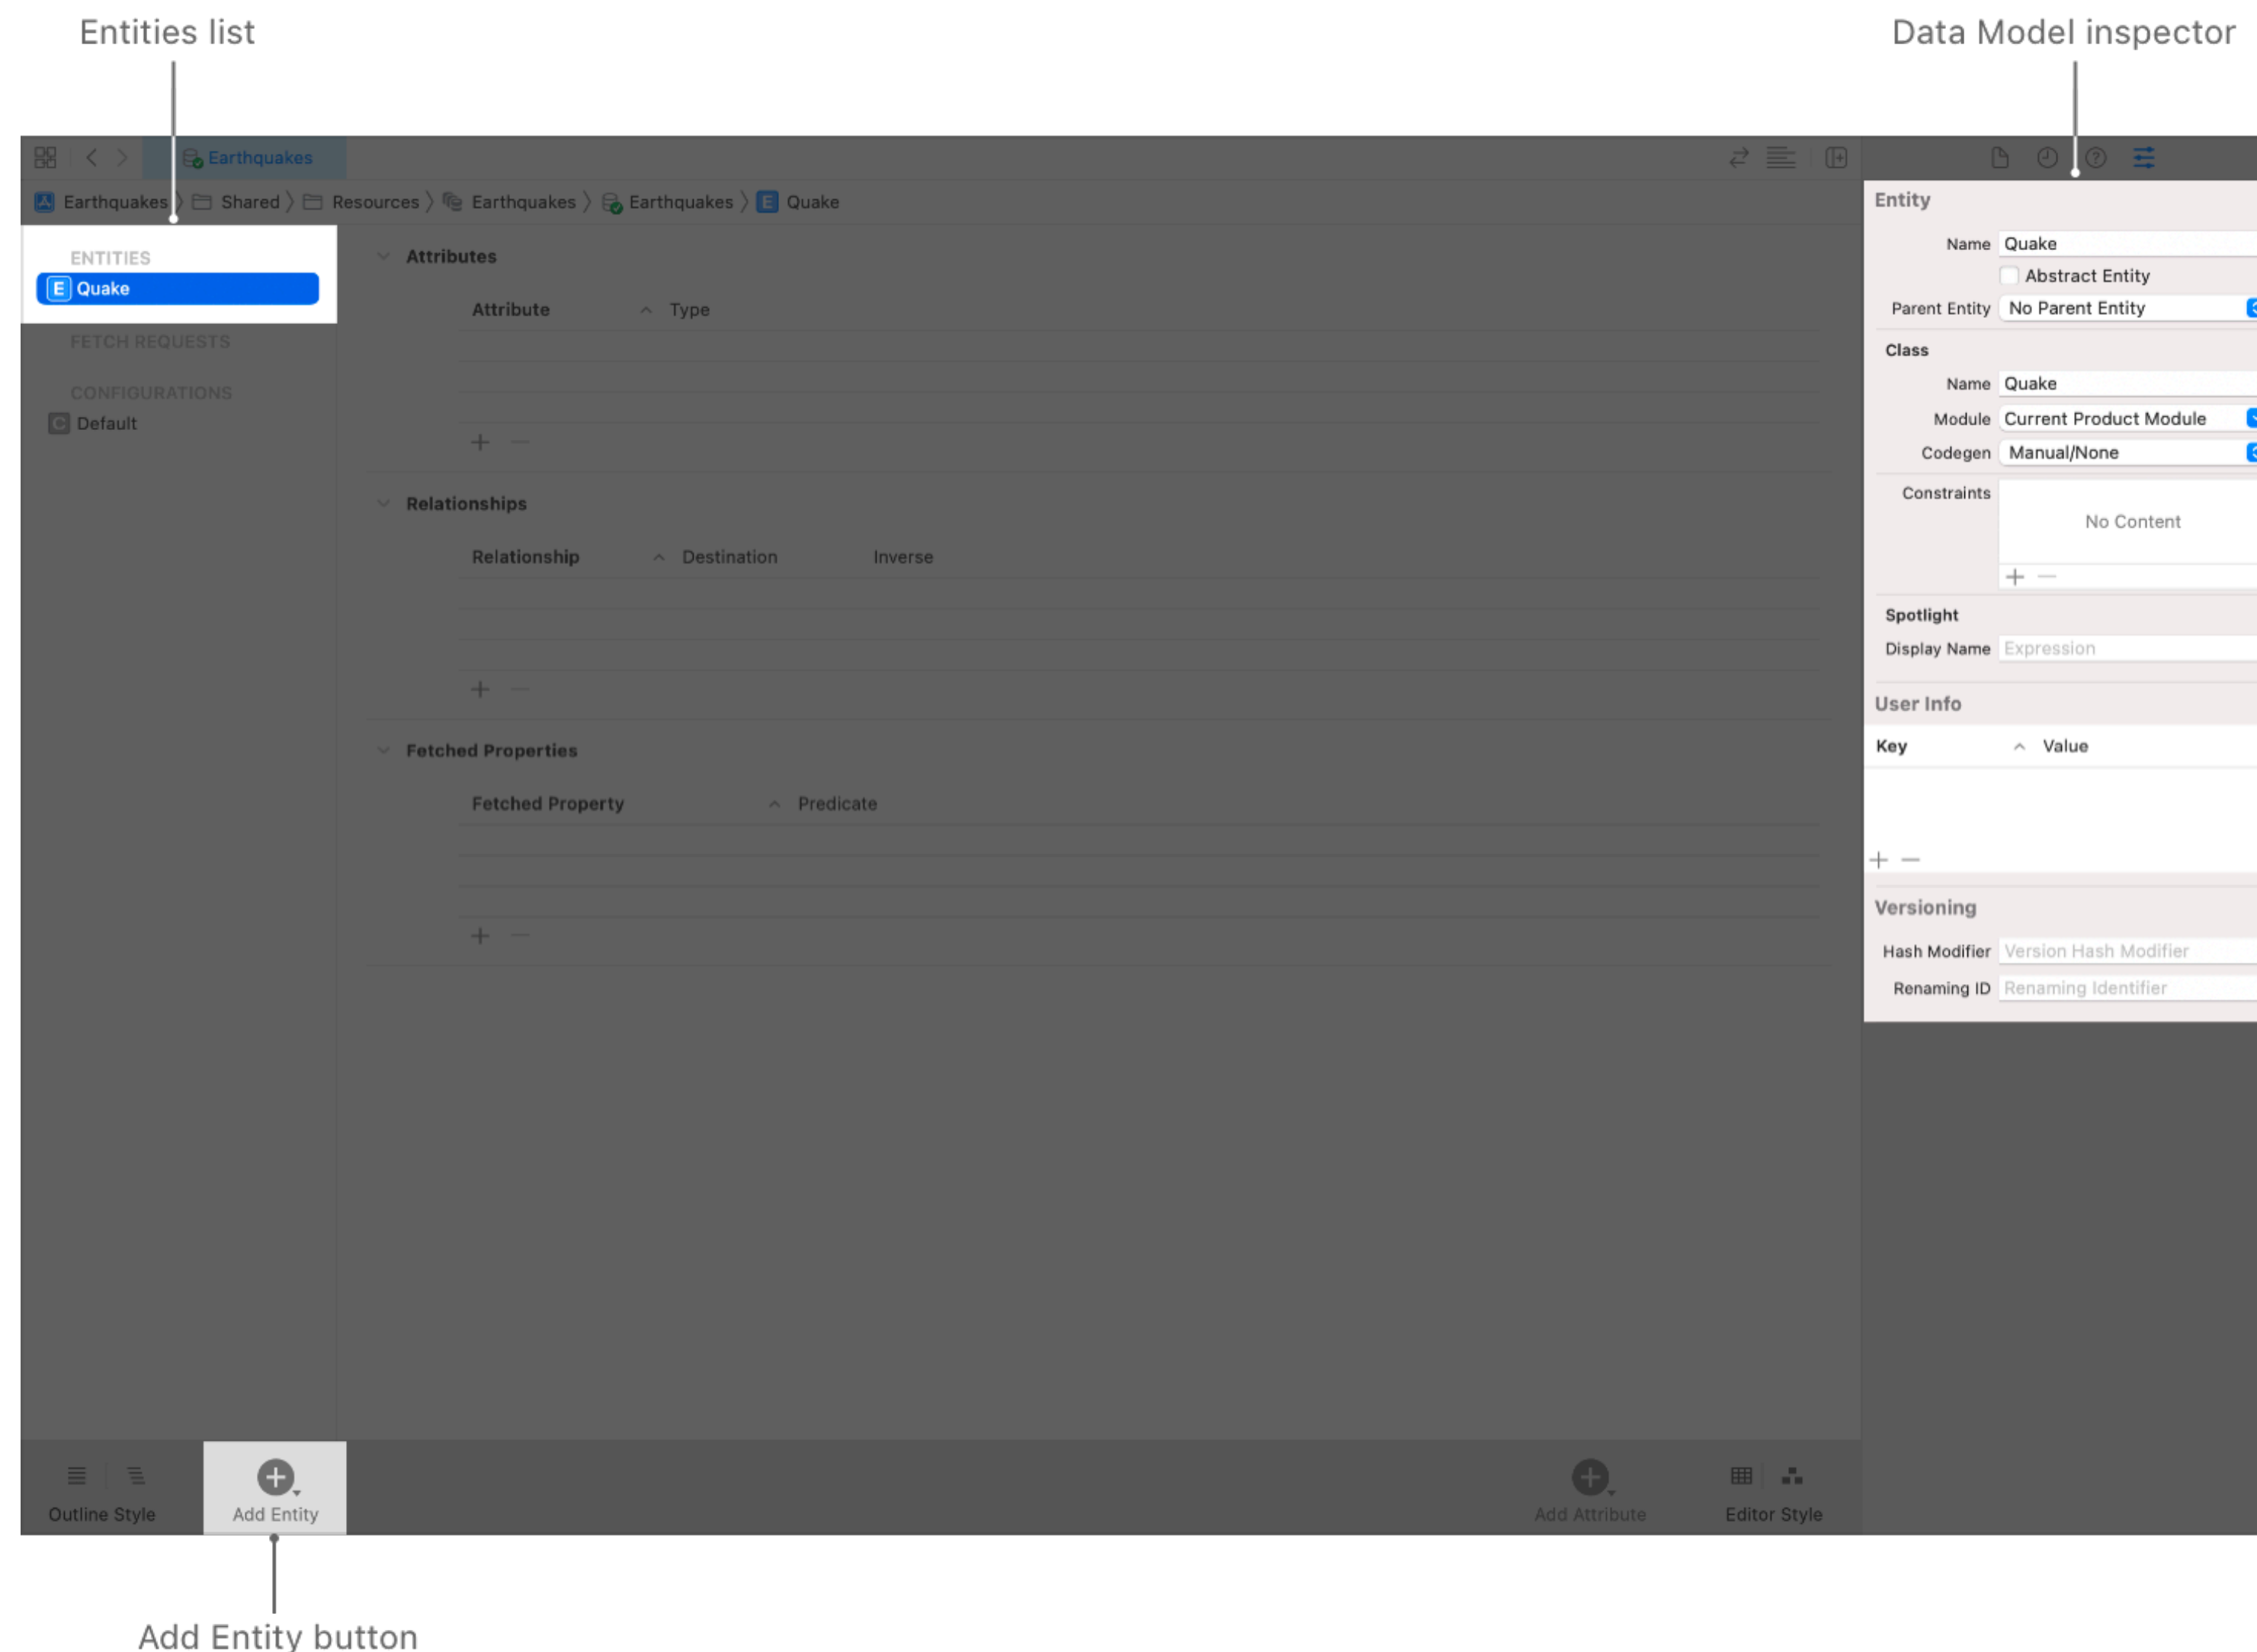 Entities list
Data Model inspector
Earthquakes
Earthquakes Shared Resources Earthquakes Earthquakes E Quake
ENTITIES
E Quake
FETCH REQUESTS
CONFIGURATIONS
C Default
Attributes
Attribute Type
Relationships
Relationship Destination Inverse
Fetched Properties
Fetched Property Predicate
Entity
Name Quake
Abstract Entity
Parent Entity No Parent Entity
Class
Name Quake
Module Current Product Module
Codegen Manual/None
Constraints
No Content
Spotlight
Display Name Expression
User Info
Key Value
Versioning
Hash Modifier Version Hash Modifier
Renaming ID Renaming Identifier
Outline Style
Add Entity
Add Attribute
Editor Style
Add Entity button